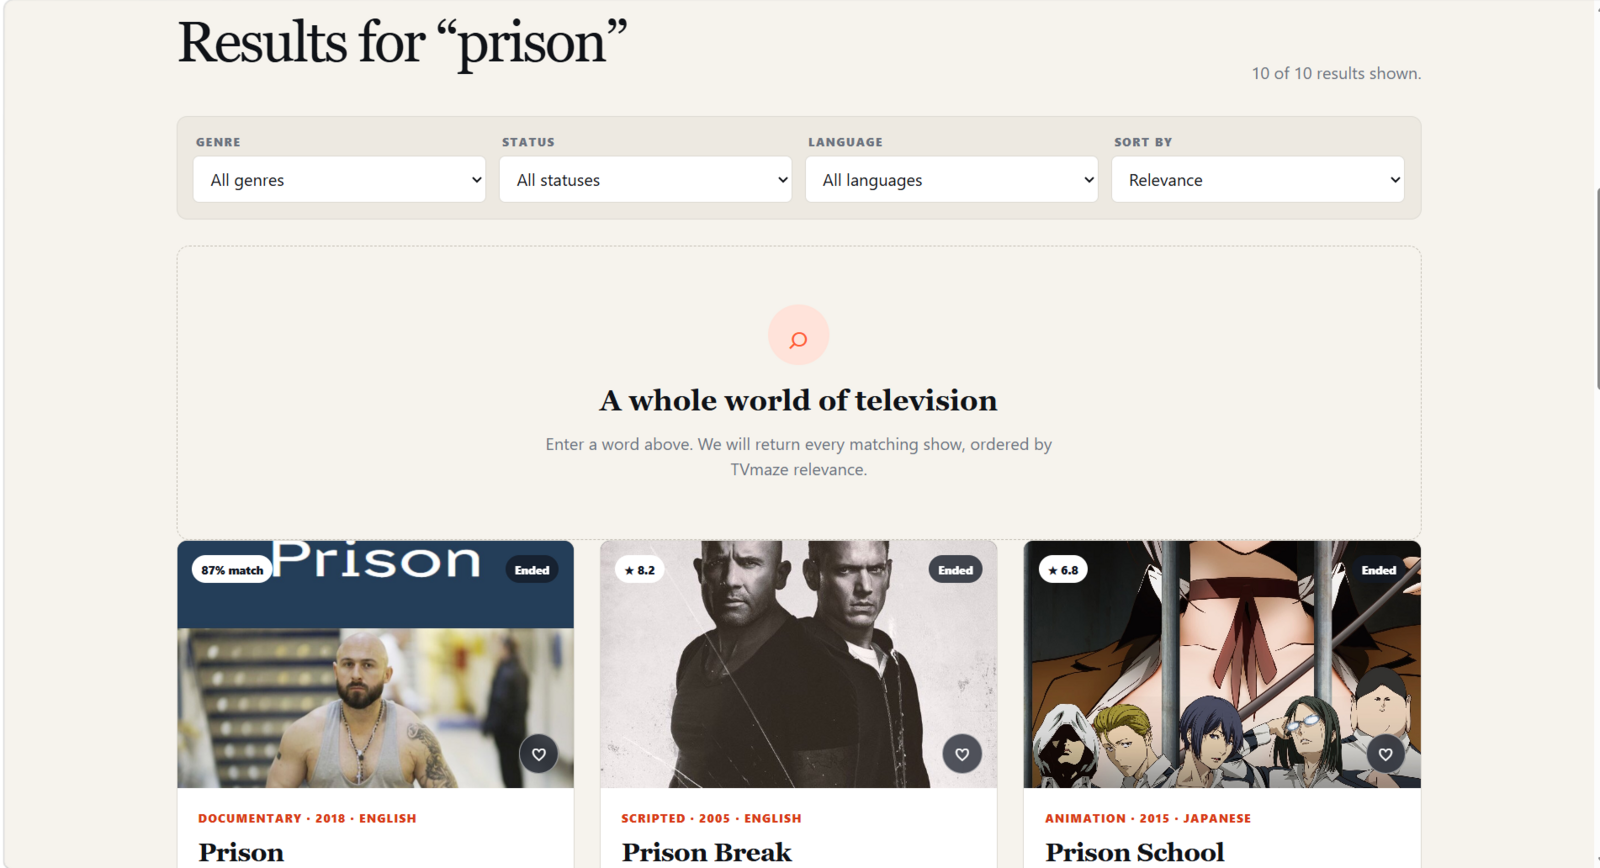 Results for “prison”
10 of 10 results shown.
GENRE
STATUS
LANGUAGE
SORT BY
All genres
All statuses
All languages
Relevance
A whole world of television
Enter a word above. We will return every matching show, ordered by
TVmaze relevance.
87% match
Prison
Ended
★ 8.2
Ended
★ 6.8
Ended
DOCUMENTARY · 2018 · ENGLISH
Prison
SCRIPTED · 2005 · ENGLISH
Prison Break
ANIMATION · 2015 · JAPANESE
Prison School